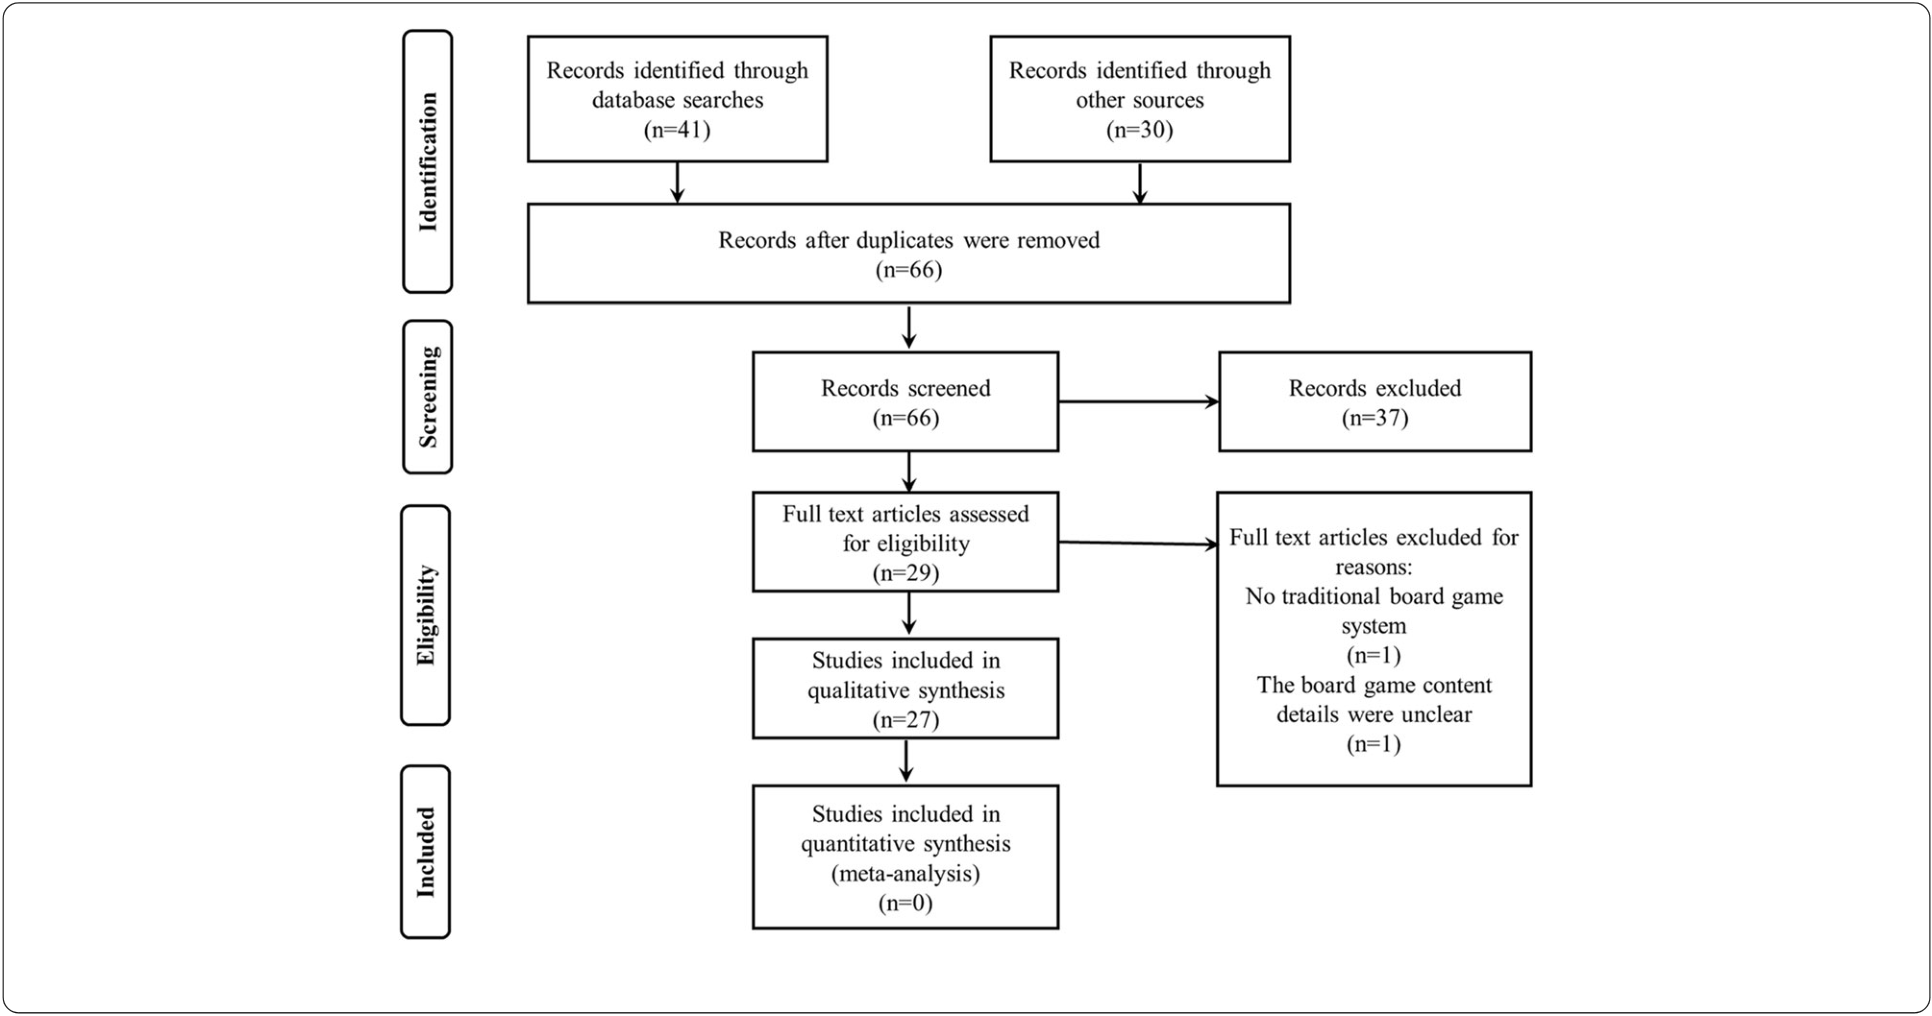 Identification
Records identified through
database searches
(n=41)
Records identified through
other sources
(n=30)
Records after duplicates were removed
(n=66)
Screening
Records screened
(n=66)
Records excluded
(n=37)
Eligibility
Full text articles assessed
for eligibility
(n=29)
Full text articles excluded for
reasons:
No traditional board game
system
(n=1)
The board game content
details were unclear
(n=1)
Studies included in
qualitative synthesis
(n=27)
Included
Studies included in
quantitative synthesis
(meta-analysis)
(n=0)